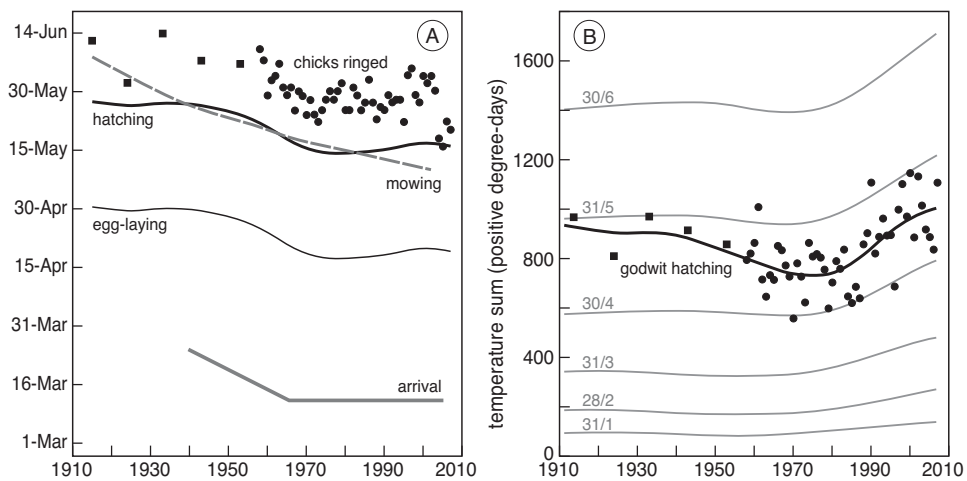 A
14-Jun
30-May
15-May
30-Apr
15-Apr
31-Mar
16-Mar
1-Mar
chicks ringed
hatching
mowing
egg-laying
arrival
1910 1930 1950 1970 1990 2010
B
temperature sum (positive degree-days)
1600
1200
800
400
0
30/6
31/5
godwit hatching
30/4
31/3
28/2
31/1
1910 1930 1950 1970 1990 2010